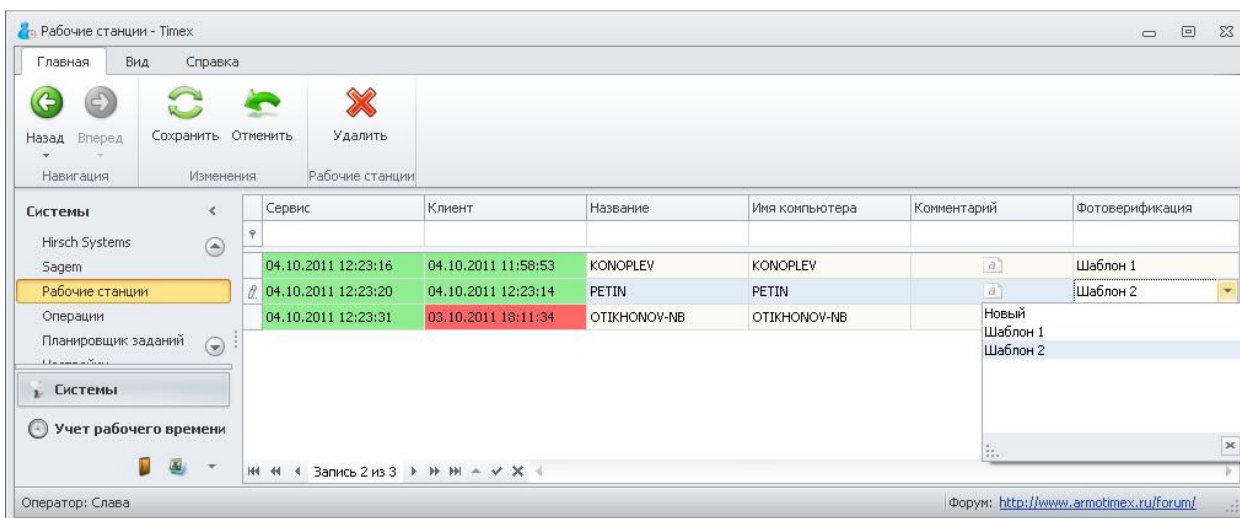 Рабочие станции - Timex
Главная Вид Справка
Назад Вперед Сохранить Отменить Удалить
Навигация Изменения Рабочие станции
Системы
Hirsch Systems
Sagem
Рабочие станции
Операции
Планировщик заданий
Системы
Учет рабочего времени
Сервис Клиент Название Имя компьютера Комментарий Фотоверификация
04.10.2011 12:23:16 04.10.2011 11:58:53 KONOPLEV KONOPLEV a Шаблон 1
04.10.2011 12:23:20 04.10.2011 12:23:14 PETIN PETIN a Шаблон 2
04.10.2011 12:23:31 03.10.2011 18:11:34 OTIKHONOV-NB OTIKHONOV-NB
Новый
Шаблон 1
Шаблон 2
Запись 2 из 3
Оператор: Слава Форум: http://www.armotimex.ru/forum/